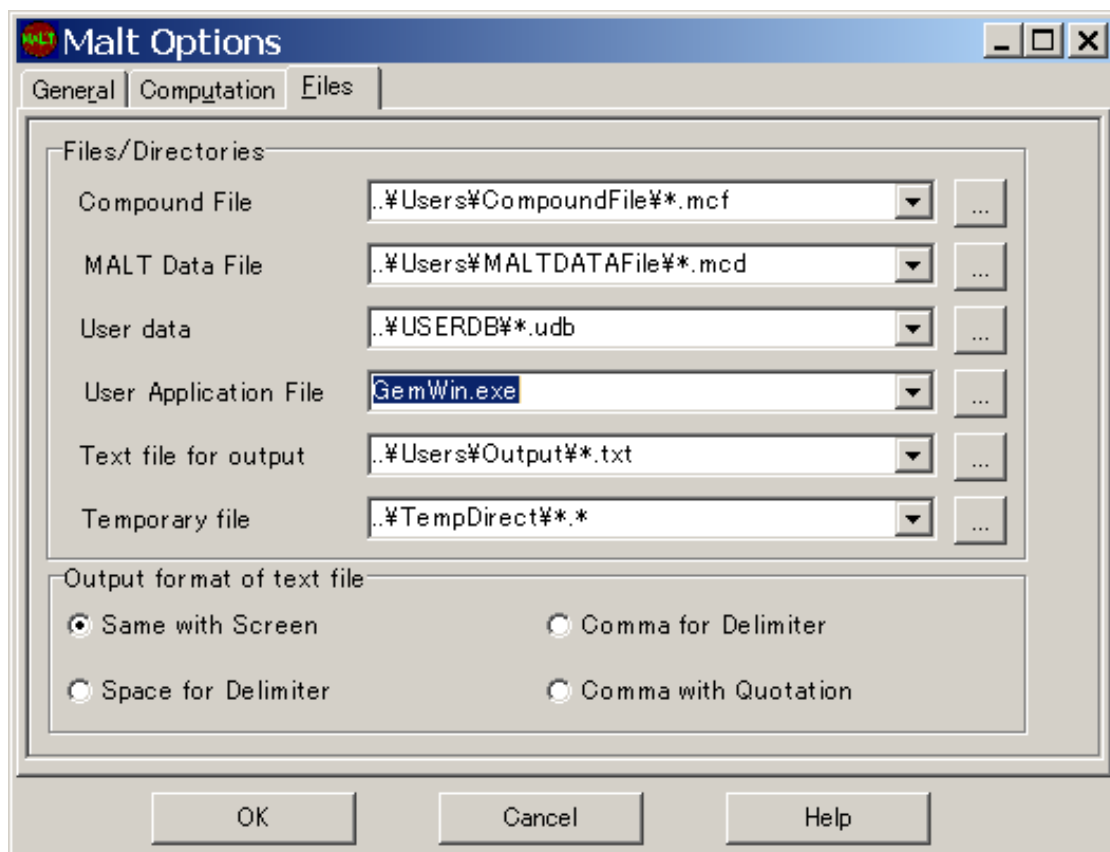 MALT Malt Options
General Computation Files
Files/Directories
Compound File ..¥Users¥CompoundFile¥*.mcf ...
MALT Data File ..¥Users¥MALTDATAFile¥*.mcd ...
User data ..¥USERDB¥*.udb ...
User Application File GemWin.exe ...
Text file for output ..¥Users¥Output¥*.txt ...
Temporary file ..¥TempDirect¥*.* ...
Output format of text file
Same with Screen Comma for Delimiter
Space for Delimiter Comma with Quotation
OK Cancel Help